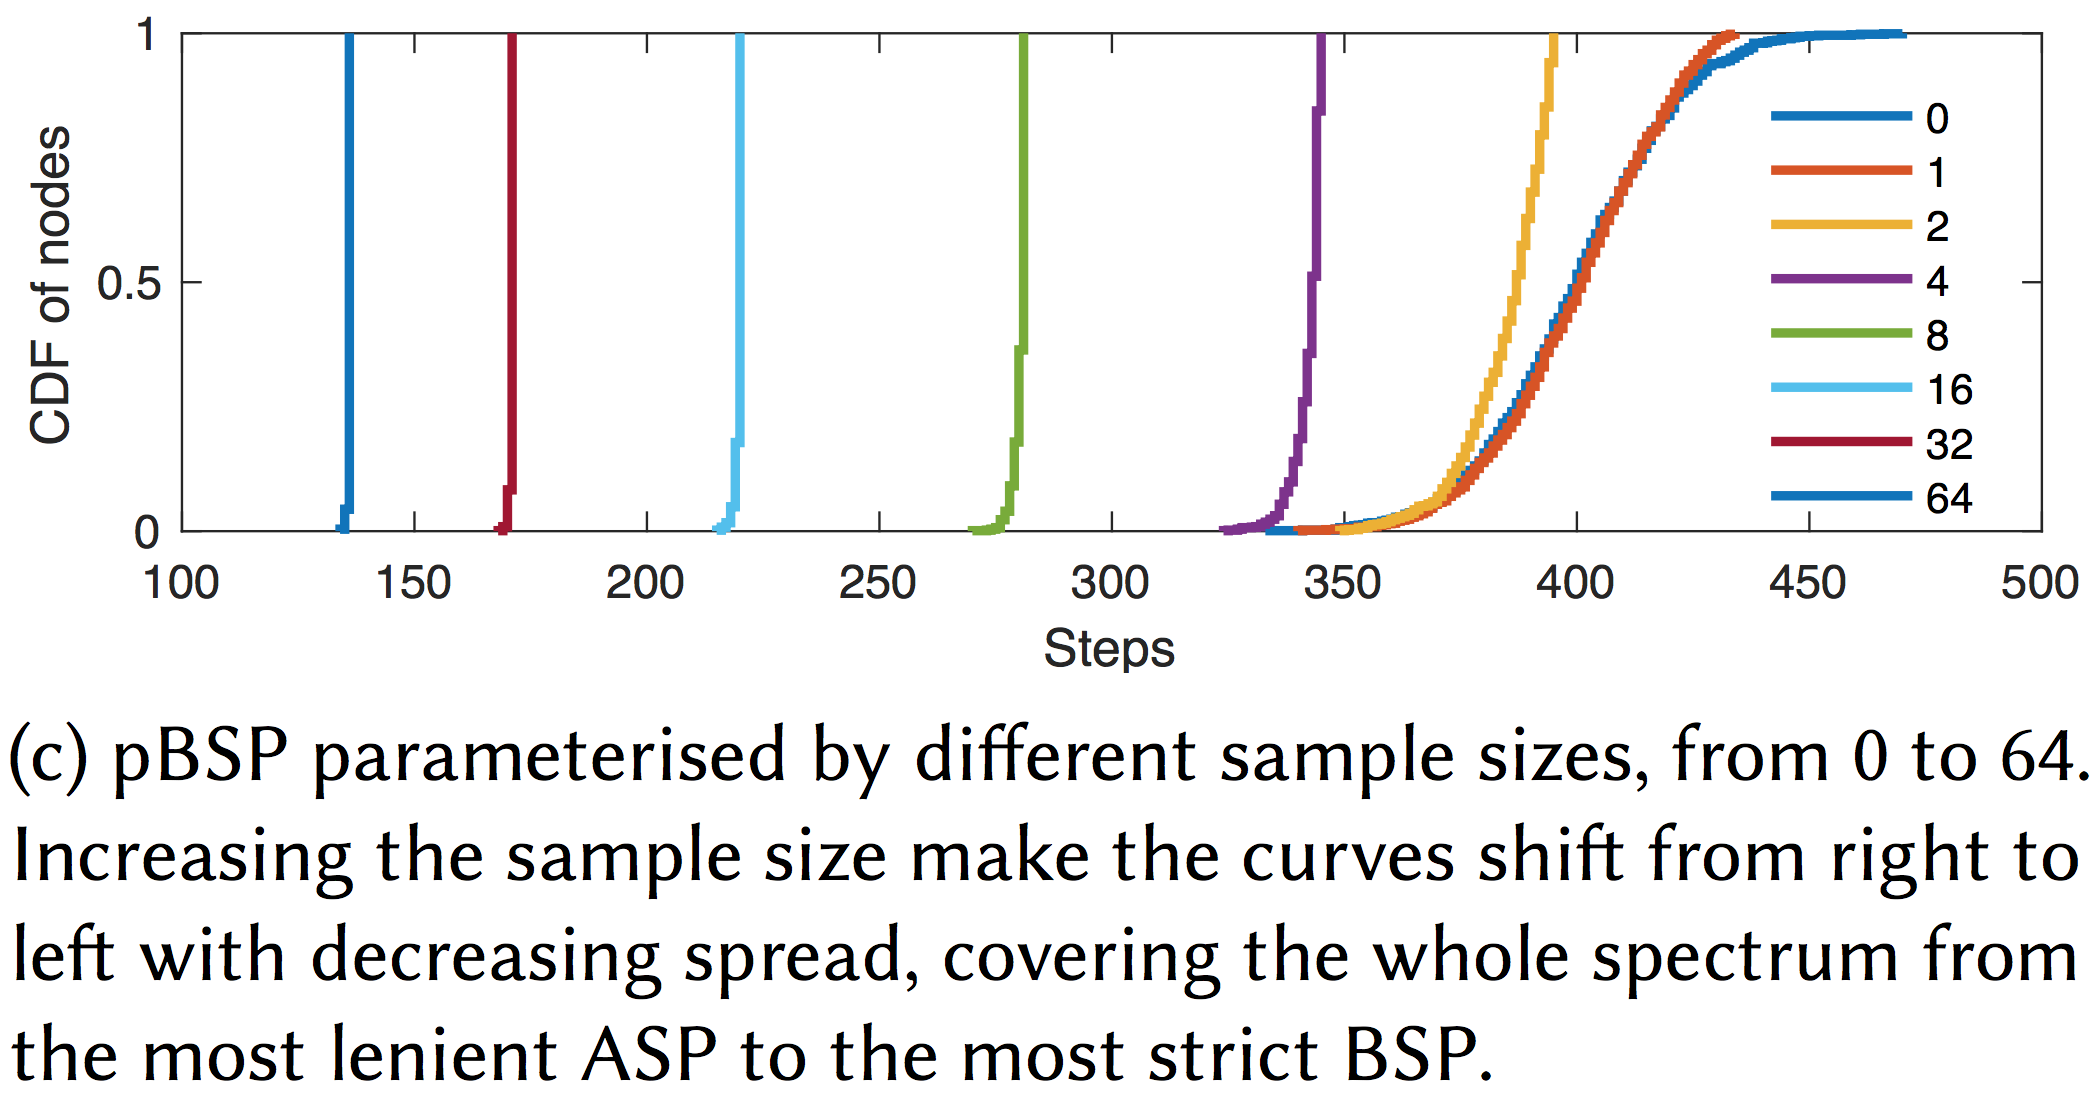 1
0.5
0
CDF of nodes
100 150 200 250 300 350 400 450 500
Steps
0
1
2
4
8
16
32
64
(c) pBSP parameterised by different sample sizes, from 0 to 64.
Increasing the sample size make the curves shift from right to
left with decreasing spread, covering the whole spectrum from
the most lenient ASP to the most strict BSP.